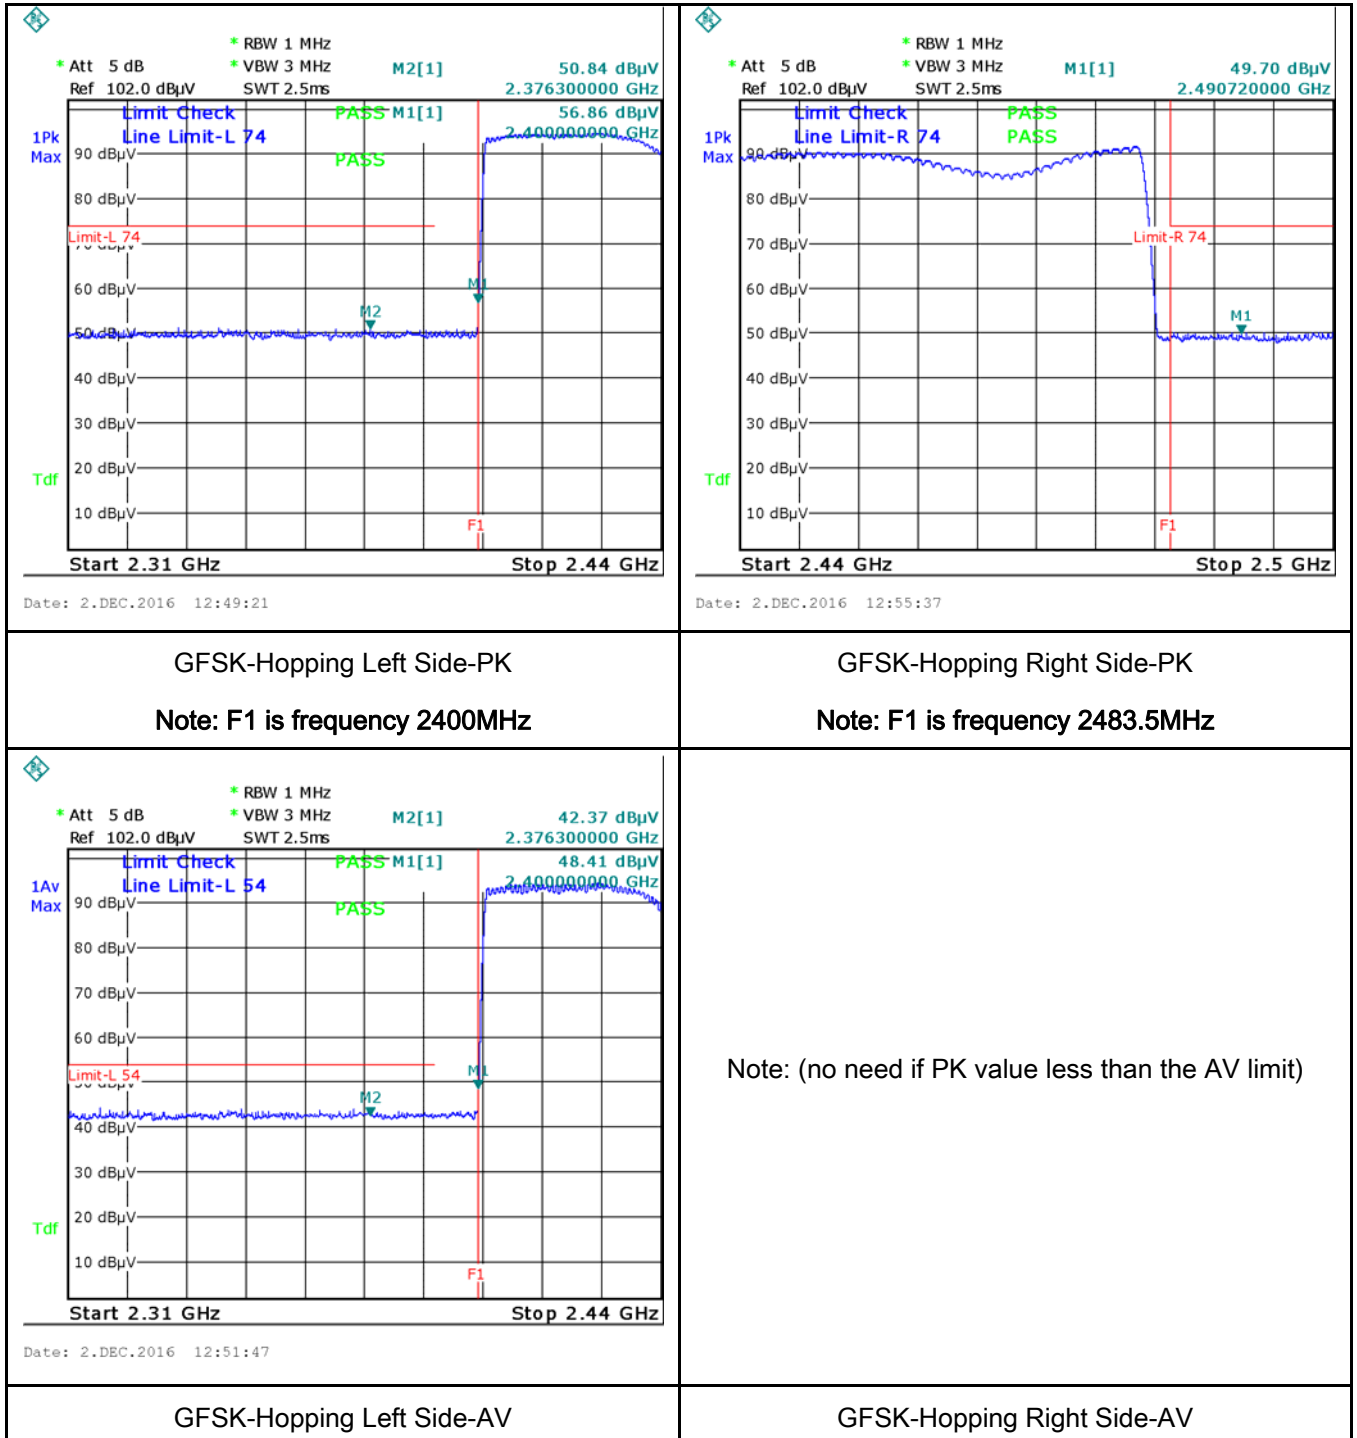 * RBW 1 MHz
* Att 5 dB * VBW 3 MHz M2[1] 50.84 dBµV
Ref 102.0 dBµV SWT 2.5ms 2.376300000 GHz
Limit Check PASS M1[1] 56.86 dBµV
Line Limit-L 74 2.400000000 GHz
PASS
1Pk
Max
90 dBµV
80 dBµV
Limit-L 74
70 dBµV
60 dBµV
M1
M2
50 dBµV
40 dBµV
30 dBµV
20 dBµV
Tdf
10 dBµV
F1
Start 2.31 GHz Stop 2.44 GHz
Date: 2.DEC.2016 12:49:21
* RBW 1 MHz
* Att 5 dB * VBW 3 MHz M1[1] 49.70 dBµV
Ref 102.0 dBµV SWT 2.5ms 2.490720000 GHz
Limit Check PASS
Line Limit-R 74 PASS
1Pk
Max
90 dBµV
80 dBµV
Limit-R 74
70 dBµV
60 dBµV
M1
50 dBµV
40 dBµV
30 dBµV
20 dBµV
Tdf
10 dBµV
F1
Start 2.44 GHz Stop 2.5 GHz
Date: 2.DEC.2016 12:55:37
GFSK-Hopping Left Side-PK
Note: F1 is frequency 2400MHz
GFSK-Hopping Right Side-PK
Note: F1 is frequency 2483.5MHz
* RBW 1 MHz
* Att 5 dB * VBW 3 MHz M2[1] 42.37 dBµV
Ref 102.0 dBµV SWT 2.5ms 2.376300000 GHz
Limit Check PASS M1[1] 48.41 dBµV
Line Limit-L 54 2.400000000 GHz
PASS
1Av
Max
90 dBµV
80 dBµV
70 dBµV
60 dBµV
Limit-L 54
50 dBµV
M1
M2
40 dBµV
30 dBµV
20 dBµV
Tdf
10 dBµV
F1
Start 2.31 GHz Stop 2.44 GHz
Date: 2.DEC.2016 12:51:47
Note: (no need if PK value less than the AV limit)
GFSK-Hopping Left Side-AV
GFSK-Hopping Right Side-AV